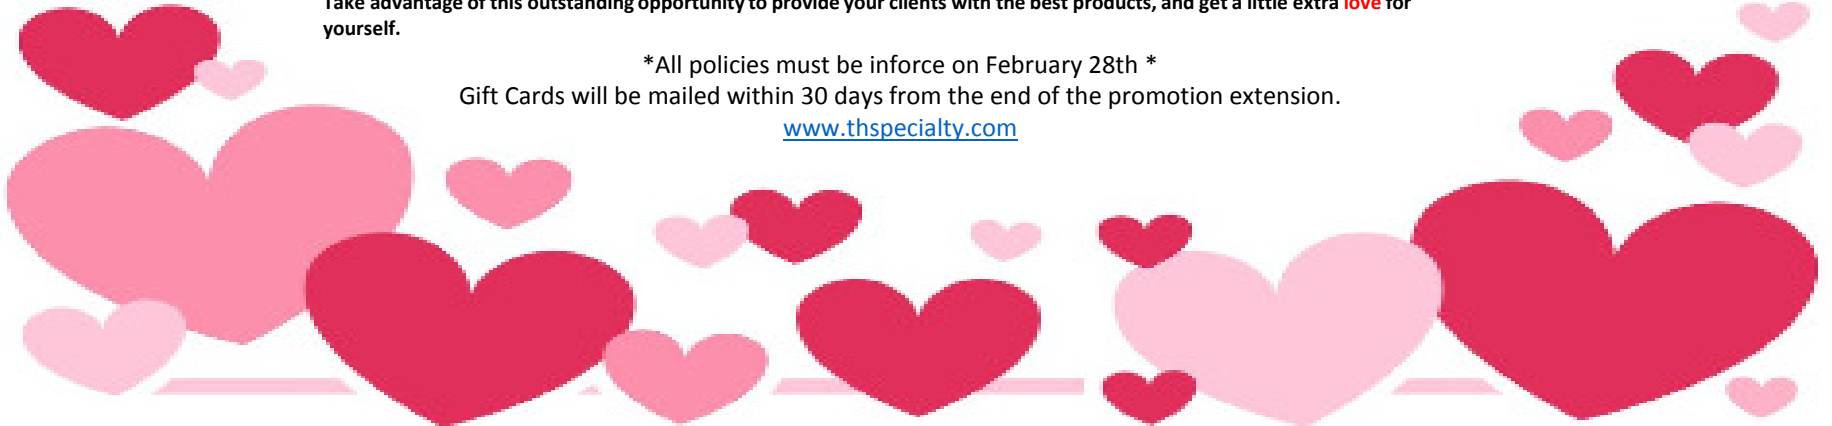 Take advantage of this outstanding opportunity to provide your clients with the best products, and get a little extra love for
yourself.
*All policies must be inforce on February 28th *
Gift Cards will be mailed within 30 days from the end of the promotion extension.
www.thspecialty.com